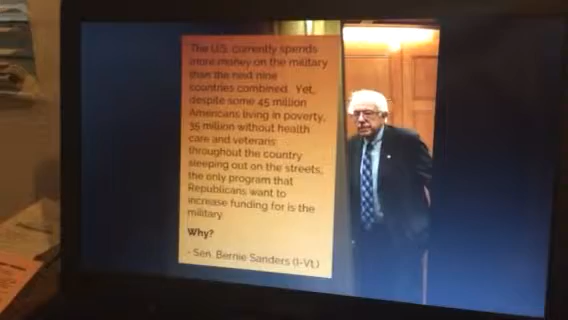 The U.S. currently spends
more money on the military
than the next nine
countries combined. Yet,
despite some 45 million
Americans living in poverty,
35 million without health
care and veterans
throughout the country
sleeping out on the streets,
the only program that
Republicans want to
increase funding for is the
military.
Why?
- Sen. Bernie Sanders (I-Vt.)